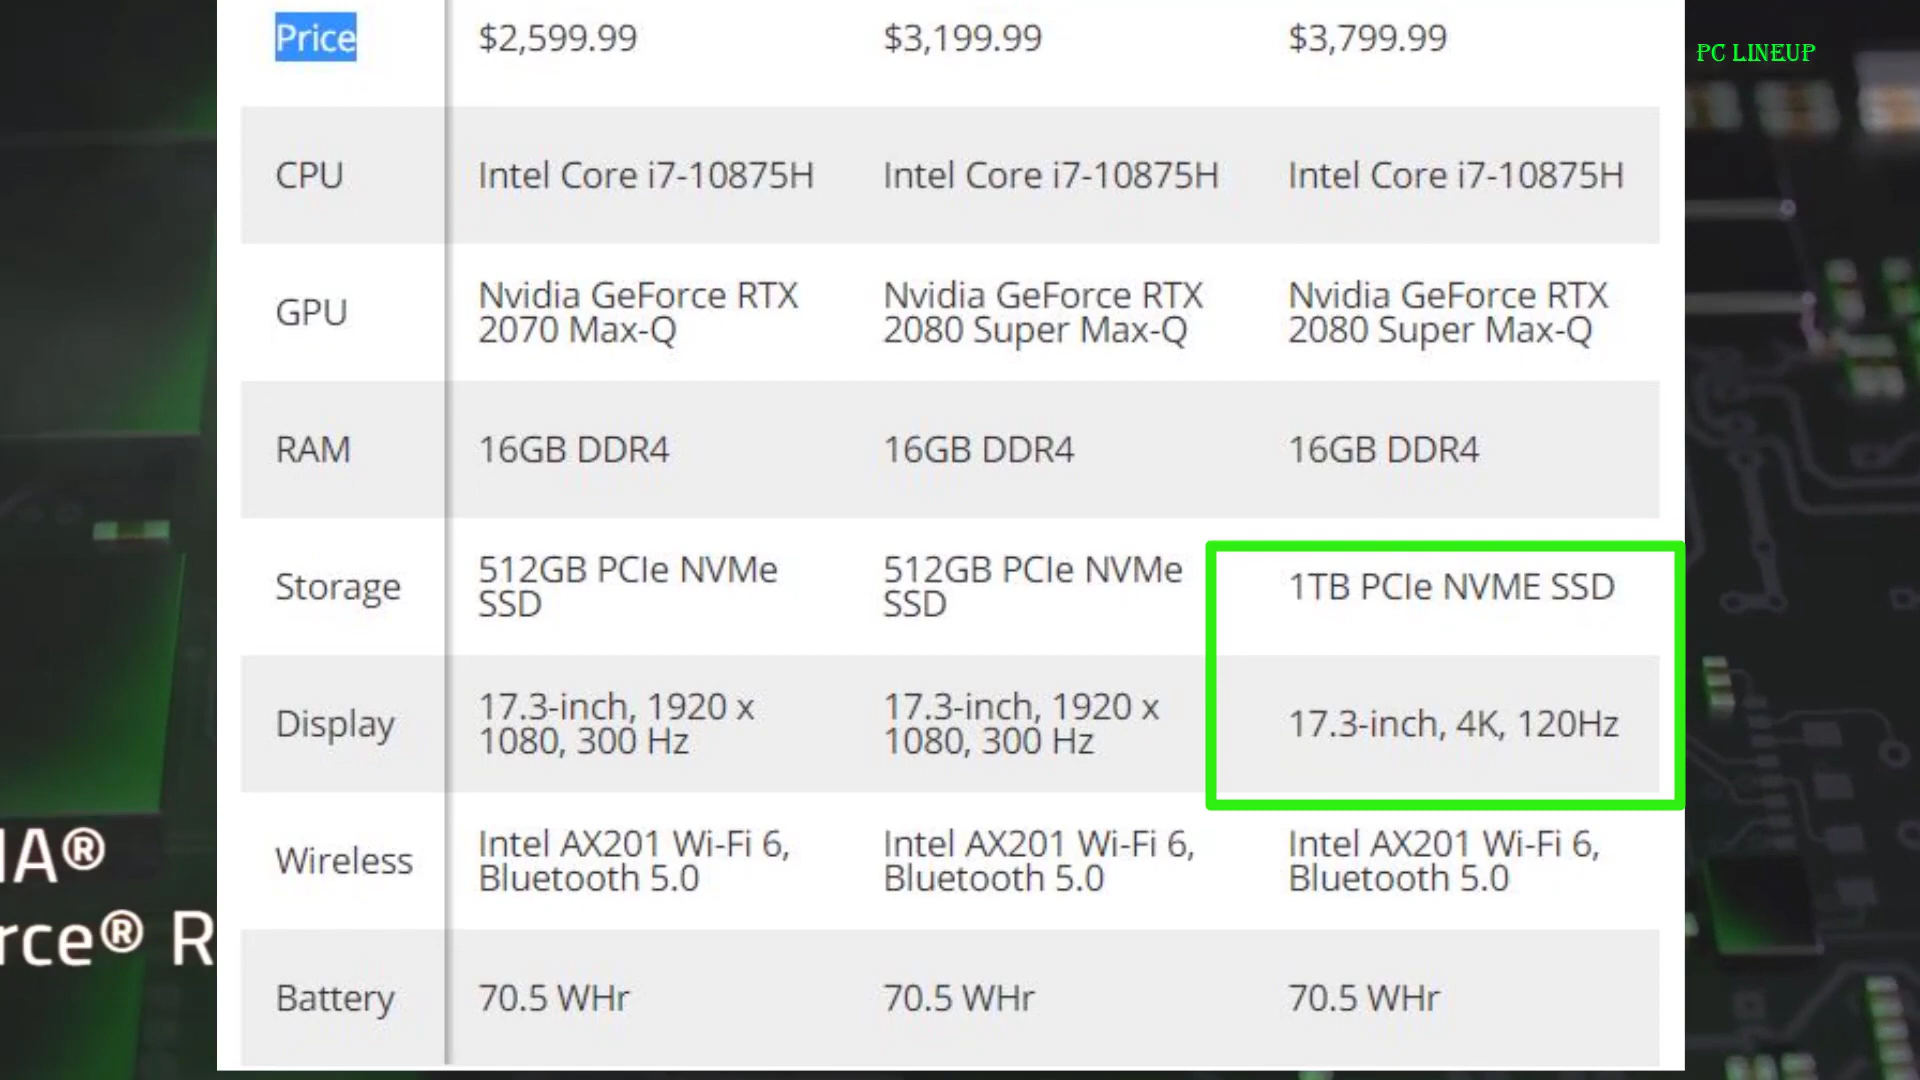 Price $2,599.99 $3,199.99 $3,799.99
PC LINEUP
CPU Intel Core i7-10875H Intel Core i7-10875H Intel Core i7-10875H
GPU Nvidia GeForce RTX Nvidia GeForce RTX Nvidia GeForce RTX
2070 Max-Q 2080 Super Max-Q 2080 Super Max-Q
RAM 16GB DDR4 16GB DDR4 16GB DDR4
Storage 512GB PCIe NVMe 512GB PCIe NVMe 1TB PCIe NVME SSD
SSD SSD
Display 17.3-inch, 1920 x 17.3-inch, 1920 x 17.3-inch, 4K, 120Hz
1080, 300 Hz 1080, 300 Hz
Wireless Intel AX201 Wi-Fi 6, Intel AX201 Wi-Fi 6, Intel AX201 Wi-Fi 6,
Bluetooth 5.0 Bluetooth 5.0 Bluetooth 5.0
IA®
rce® R
Battery 70.5 WHr 70.5 WHr 70.5 WHr